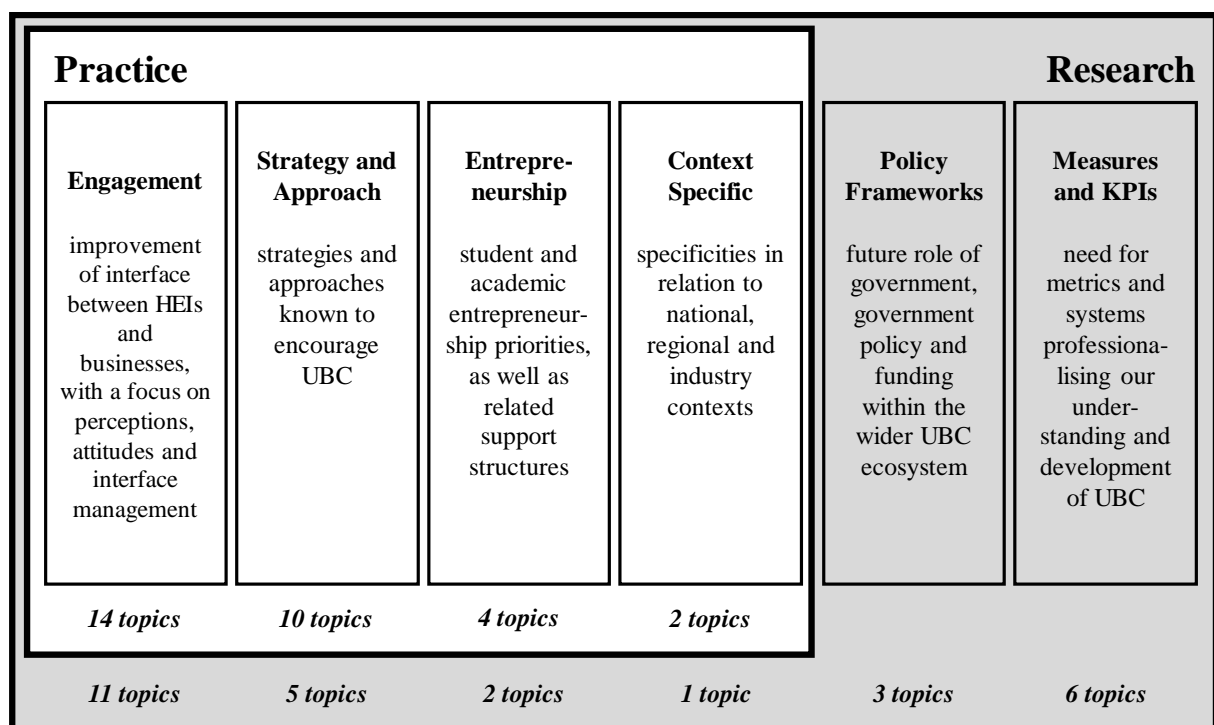 Practice
Research
Engagement
improvement
of interface
between HEIs
and
businesses,
with a focus on
perceptions,
attitudes and
interface
management
Strategy and
Approach
strategies and
approaches
known to
encourage
UBC
Entrepre-
neurship
student and
academic
entrepreneur-
ship priorities,
as well as
related
support
structures
Context
Specific
specificities in
relation to
national,
regional and
industry
contexts
Policy
Frameworks
future role of
government,
government
policy and
funding
within the
wider UBC
ecosystem
Measures
and KPIs
need for
metrics and
systems
professiona-
lising our
under-
standing and
development
of UBC
14 topics
10 topics
4 topics
2 topics
11 topics
5 topics
2 topics
1 topic
3 topics
6 topics